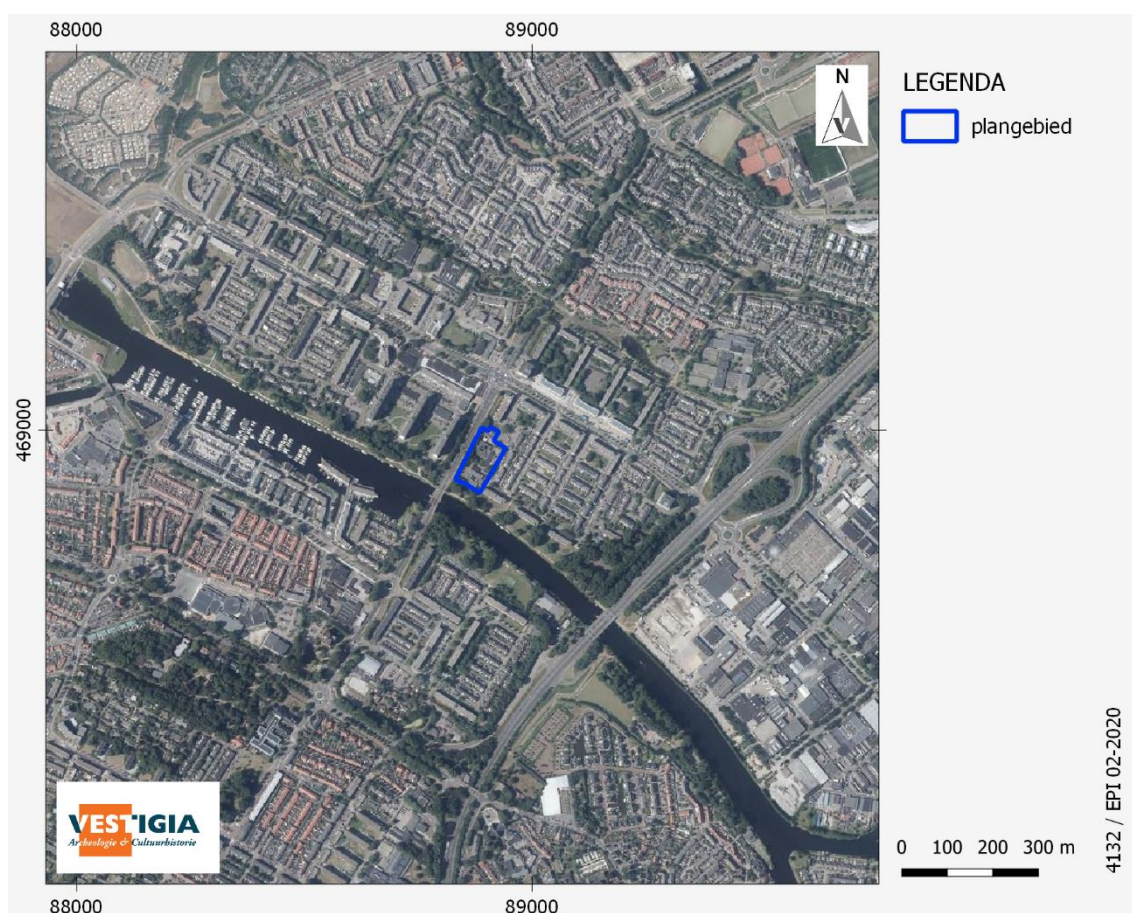 88000
89000
N
V
LEGENDA
plangebied
469000
VESTIGIA
Archeologie & Cultuurhistorie
0 100 200 300 m
4132 / EPI 02-2020
88000
89000